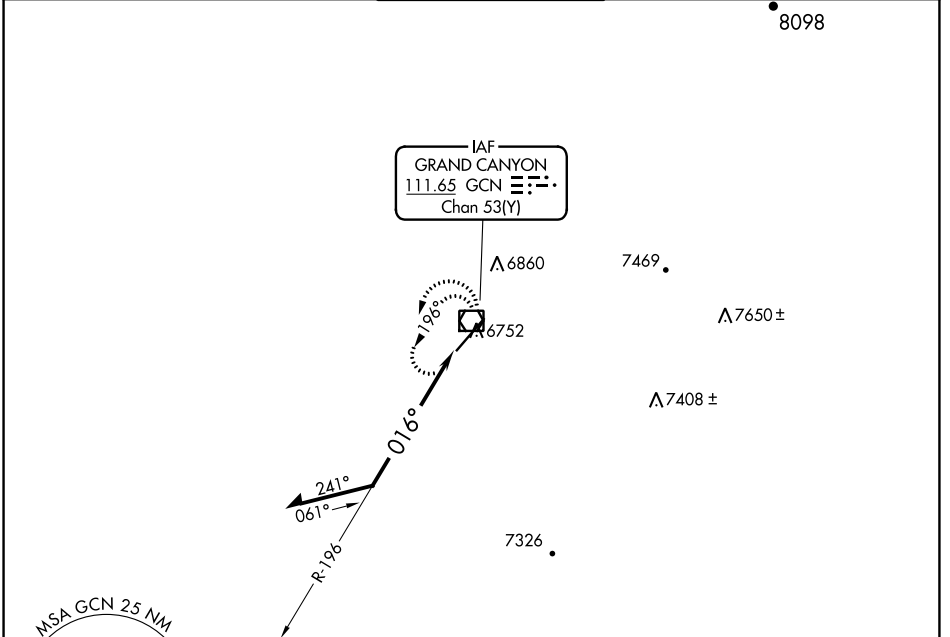 8098
IAF
GRAND CANYON
111.65 GCN
Chan 53(Y)
6860
7469
7650 ±
196°
6752
7408 ±
016°
241°
061°
R-196
7326
MSA GCN 25 NM